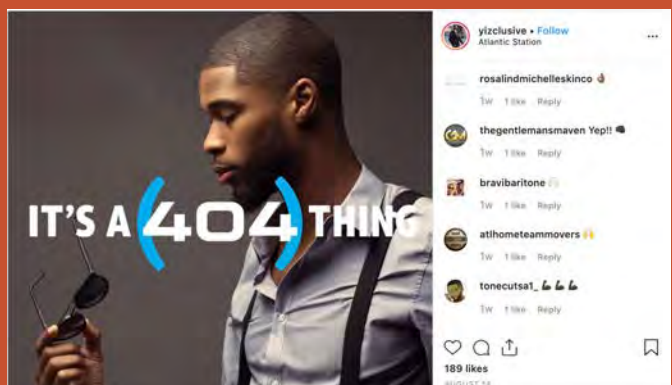 IT'S A (404) THING
yizclusive • Follow
Atlantic Station
...
rosalindmichelleskinco 👌🏾
1w 1 like Reply
thegentlemansmaven Yep!!
1w 1 like Reply
bravibaritone 🙌🏻
1w 1 like Reply
atlhometeammovers 🙌
1w 1 like Reply
tonecutsa1_ 💪🏿💪🏿💪🏿
1w 1 like Reply
189 likes
AUGUST